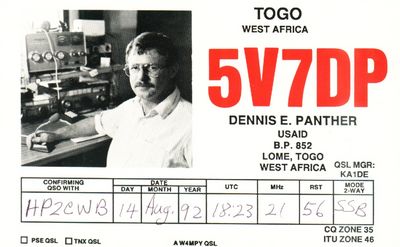 TOGO
WEST AFRICA
5V7DP
DENNIS E. PANTHER
USAID
B.P. 852
LOME, TOGO
WEST AFRICA
QSL MGR:
KA1DE
CONFIRMING QSO WITH DATE DAY MONTH YEAR UTC MHz RST MODE 2-WAY
HP2CWB 14 Aug. 92 18:23 21 56 SSB
CQ ZONE 35
ITU ZONE 46
PSE QSL TNX QSL A W4MPY QSL